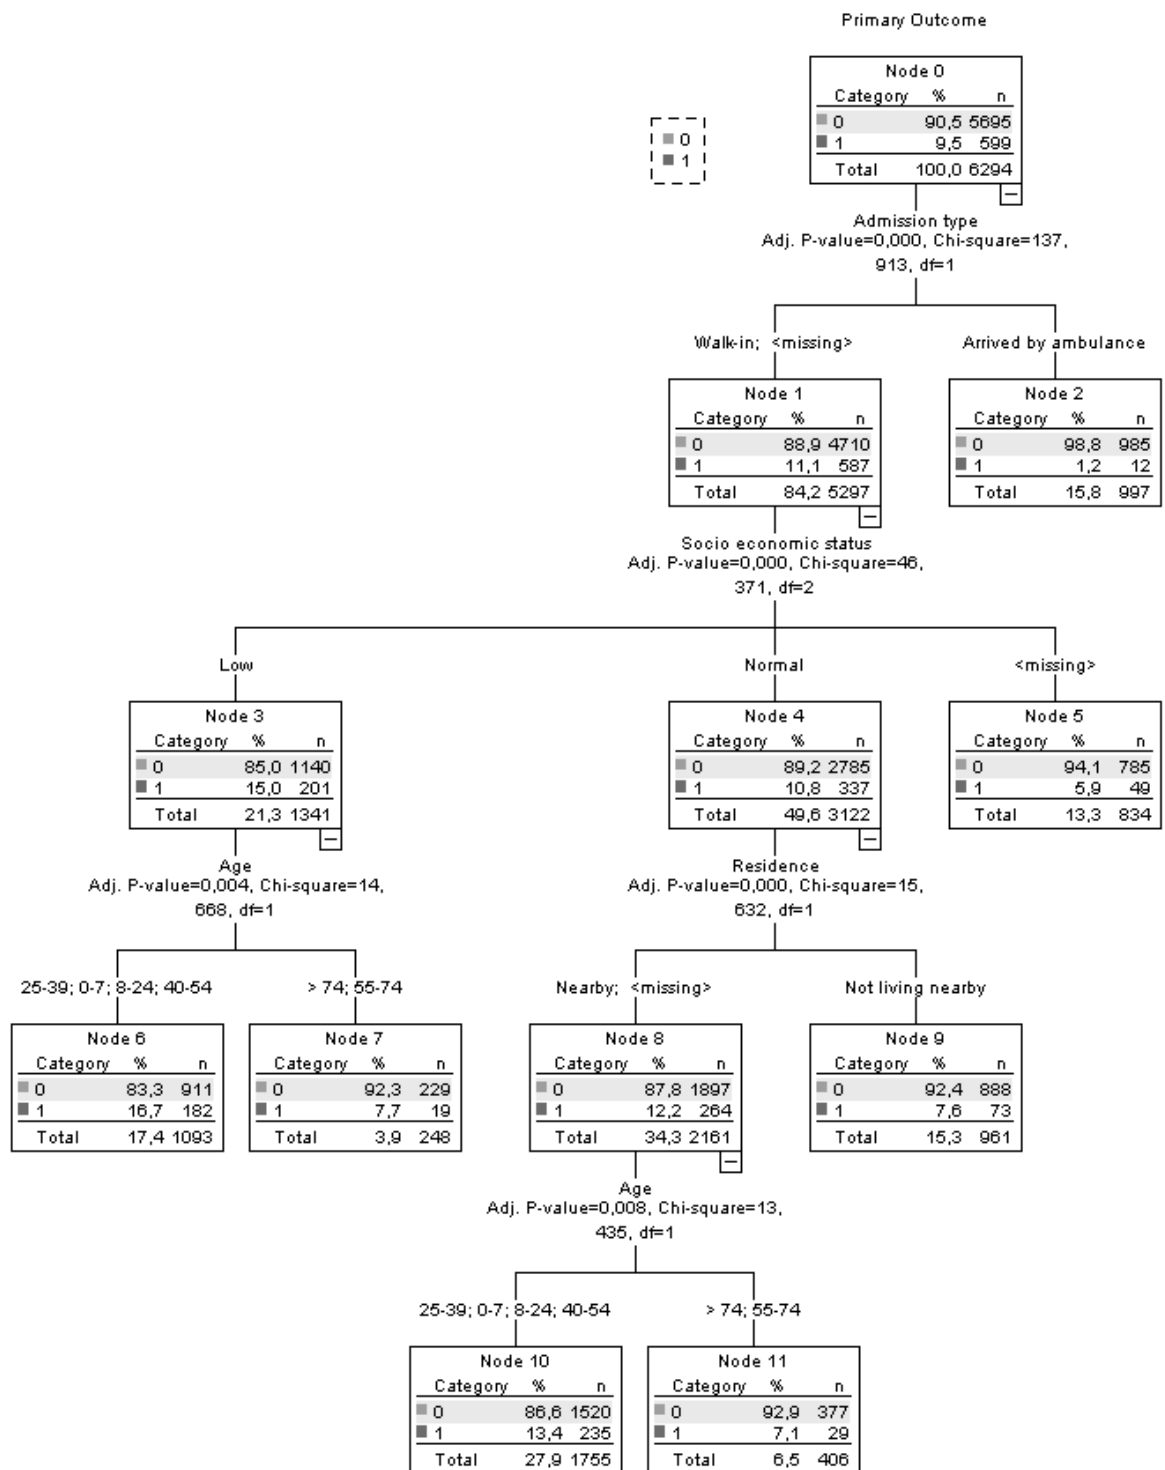 Primary Outcome
Node 0
Category % n
0 90,5 5695
1 9,5 599
Total 100,0 6294
0
1
Admission type
Adj. P-value=0,000, Chi-square=137,
913, df=1
Walk-in; <missing>
Arrived by ambulance
Node 1
Category % n
0 88,9 4710
1 11,1 587
Total 84,2 5297
Node 2
Category % n
0 98,8 985
1 1,2 12
Total 15,8 997
Socio economic status
Adj. P-value=0,000, Chi-square=46,
371, df=2
Low
Normal
<missing>
Node 3
Category % n
0 85,0 1140
1 15,0 201
Total 21,3 1341
Node 4
Category % n
0 89,2 2785
1 10,8 337
Total 49,6 3122
Node 5
Category % n
0 94,1 785
1 5,9 49
Total 13,3 834
Age
Adj. P-value=0,004, Chi-square=14,
668, df=1
Residence
Adj. P-value=0,000, Chi-square=15,
632, df=1
25-39; 0-7; 8-24; 40-54
> 74; 55-74
Nearby; <missing>
Not living nearby
Node 6
Category % n
0 83,3 911
1 16,7 182
Total 17,4 1093
Node 7
Category % n
0 92,3 229
1 7,7 19
Total 3,9 248
Node 8
Category % n
0 87,8 1897
1 12,2 264
Total 34,3 2161
Node 9
Category % n
0 92,4 888
1 7,6 73
Total 15,3 961
Age
Adj. P-value=0,008, Chi-square=13,
435, df=1
25-39; 0-7; 8-24; 40-54
> 74; 55-74
Node 10
Category % n
0 86,6 1520
1 13,4 235
Total 27,9 1755
Node 11
Category % n
0 92,9 377
1 7,1 29
Total 6,5 406